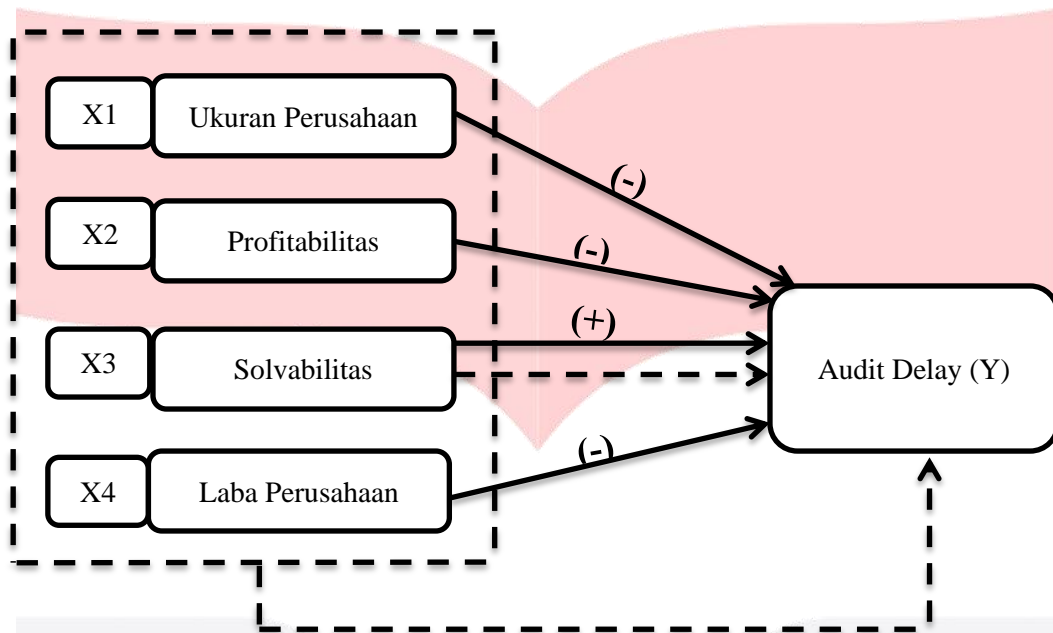 X1 Ukuran Perusahaan
(-)
X2 Profitabilitas
(-)
(+)
X3 Solvabilitas
Audit Delay (Y)
(-)
X4 Laba Perusahaan